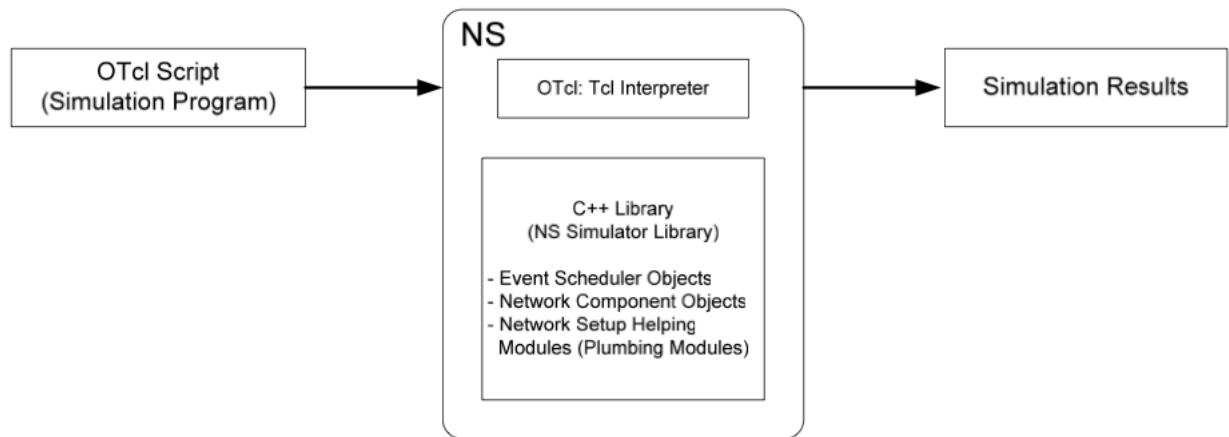 OTcl Script
(Simulation Program)
NS
OTcl: Tcl Interpreter
C++ Library
(NS Simulator Library)
- Event Scheduler Objects
- Network Component Objects
- Network Setup Helping
Modules (Plumbing Modules)
Simulation Results